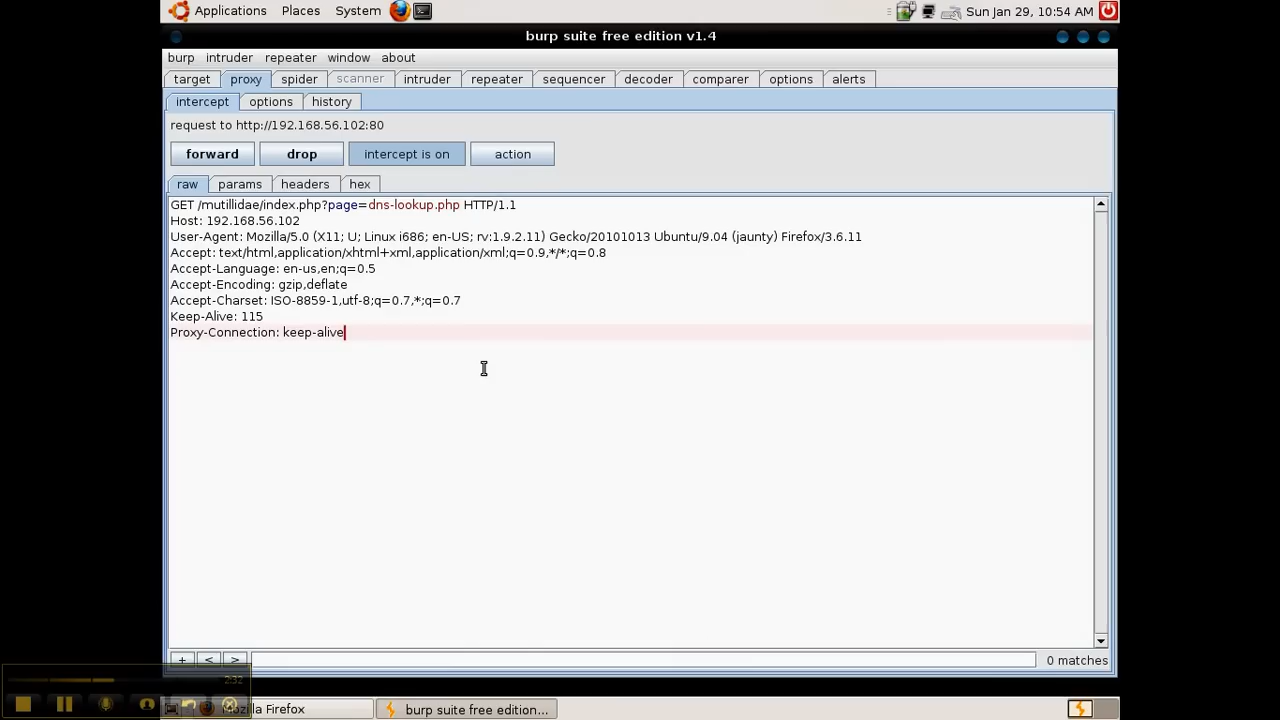 Applications Places System Sun Jan 29, 10:54 AM
burp suite free edition v1.4
burp intruder repeater window about
target proxy spider scanner intruder repeater sequencer decoder comparer options alerts
intercept options history
request to http://192.168.56.102:80
forward drop intercept is on action
raw params headers hex
GET /mutillidae/index.php?page=dns-lookup.php HTTP/1.1
Host: 192.168.56.102
User-Agent: Mozilla/5.0 (X11; U; Linux i686; en-US; rv:1.9.2.11) Gecko/20101013 Ubuntu/9.04 (jaunty) Firefox/3.6.11
Accept: text/html,application/xhtml+xml,application/xml;q=0.9,*/*;q=0.8
Accept-Language: en-us,en;q=0.5
Accept-Encoding: gzip,deflate
Accept-Charset: ISO-8859-1,utf-8;q=0.7,*;q=0.7
Keep-Alive: 115
Proxy-Connection: keep-alive
+ < > 0 matches
2:32
Mozilla Firefox burp suite free edition...